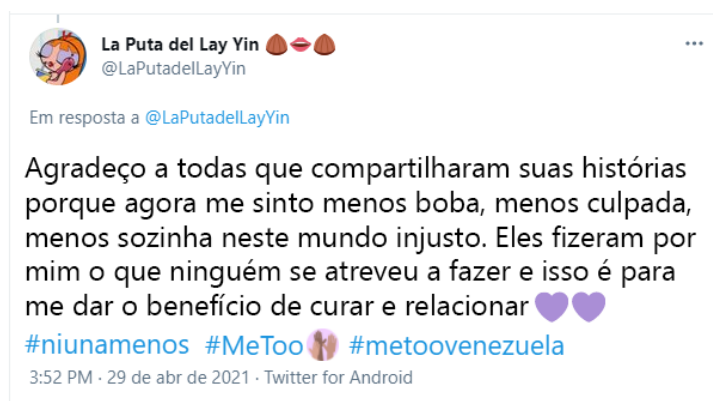 La Puta del Lay Yin 🌰👄🌰
@LaPutadelLayYin
Em resposta a @LaPutadelLayYin
Agradeço a todas que compartilharam suas histórias
porque agora me sinto menos boba, menos culpada,
menos sozinha neste mundo injusto. Eles fizeram por
mim o que ninguém se atreveu a fazer e isso é para
me dar o benefício de curar e relacionar 💜💜
#niunamenos #MeToo #metoovenezuela
3:52 PM · 29 de abr de 2021 · Twitter for Android